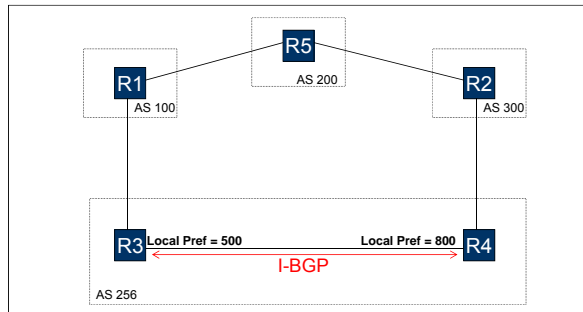 R5
AS 200
R1
AS 100
R2
AS 300
R3
Local Pref = 500
Local Pref = 800
R4
I-BGP
AS 256